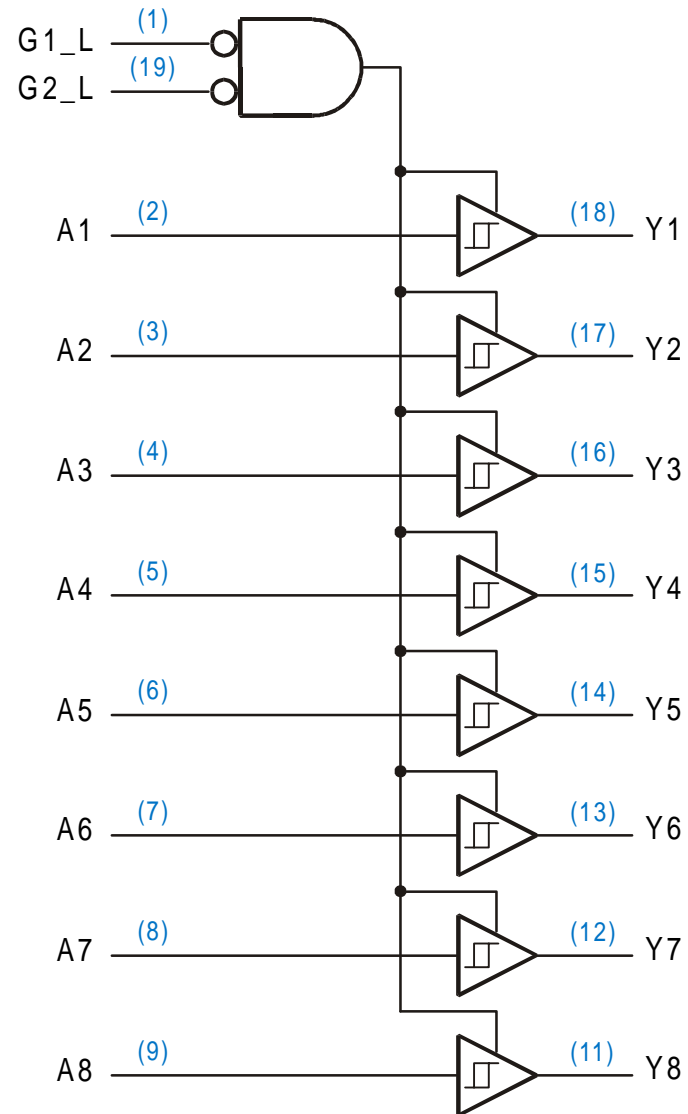 G1_L (1)
G2_L (19)
A1 (2) (18) Y1
A2 (3) (17) Y2
A3 (4) (16) Y3
A4 (5) (15) Y4
A5 (6) (14) Y5
A6 (7) (13) Y6
A7 (8) (12) Y7
A8 (9) (11) Y8